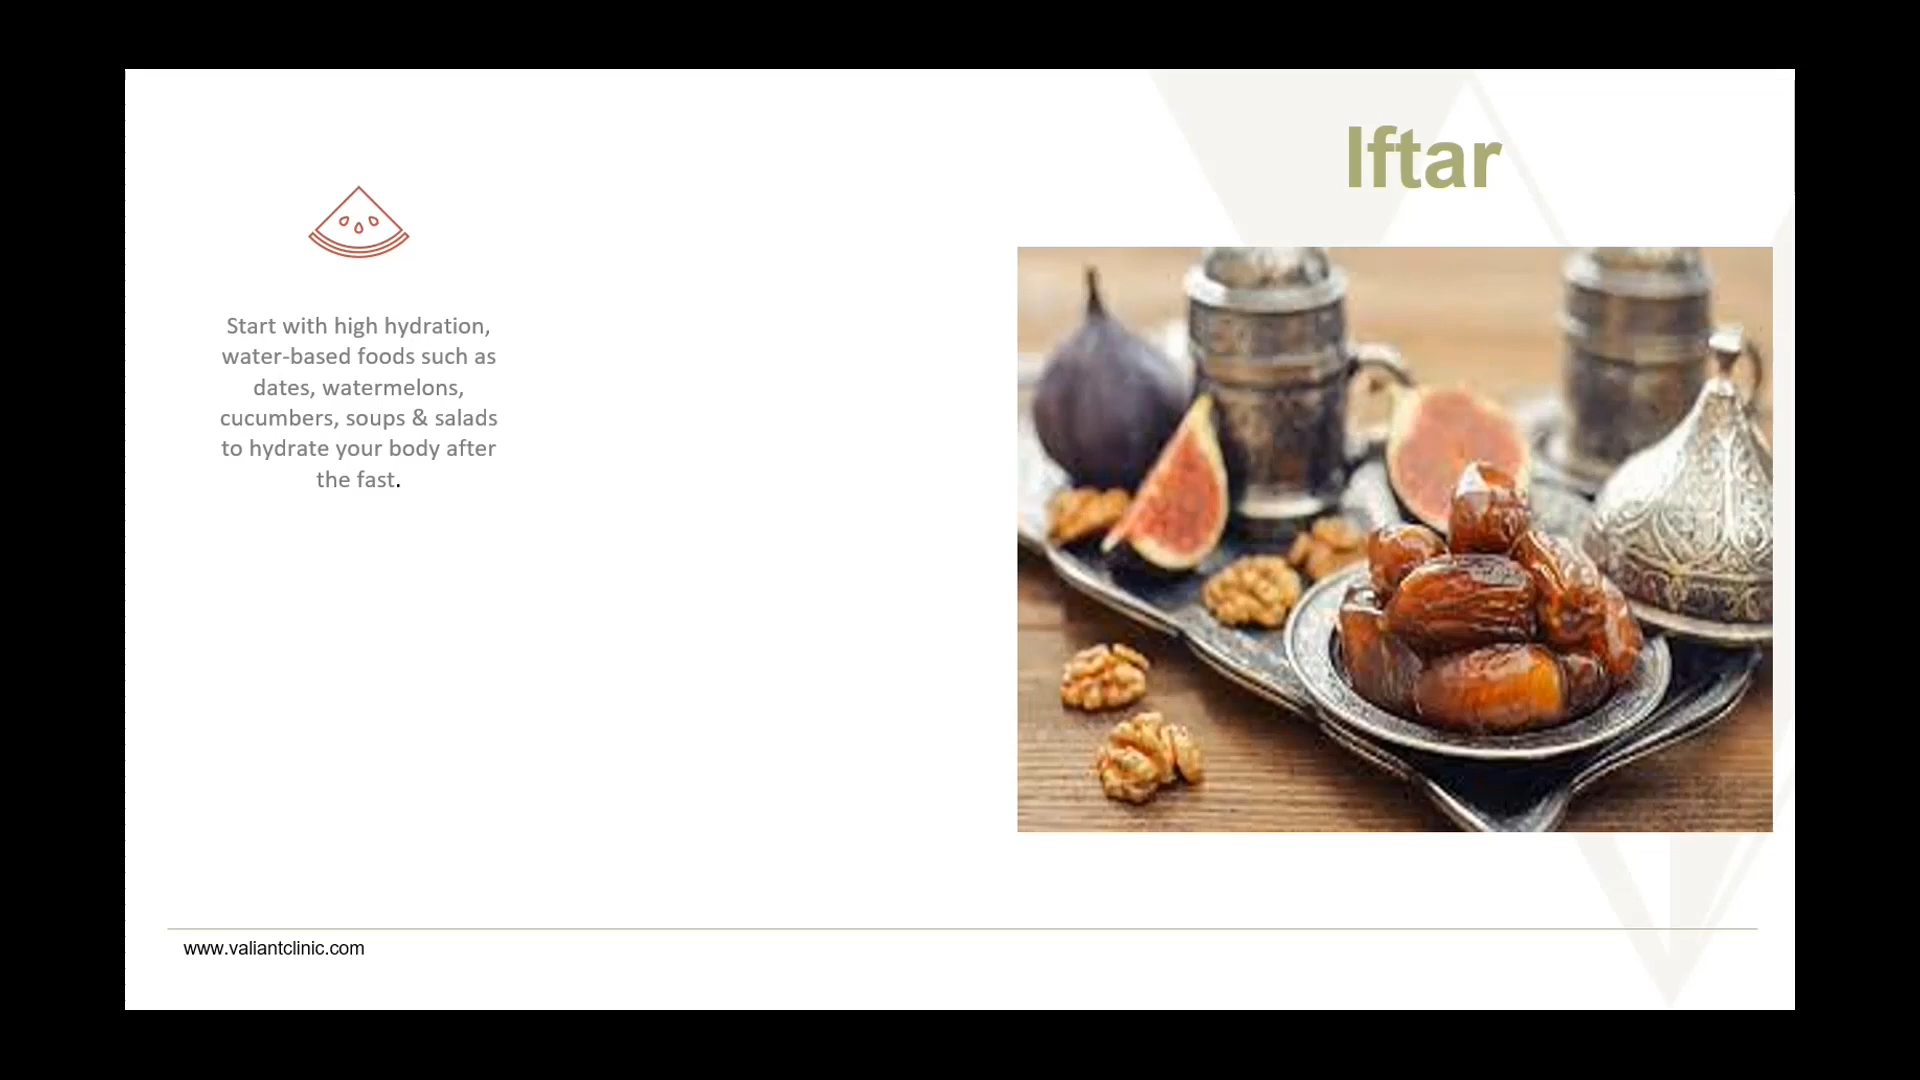 Iftar
Start with high hydration,
water-based foods such as
dates, watermelons,
cucumbers, soups & salads
to hydrate your body after
the fast.
www.valiantclinic.com